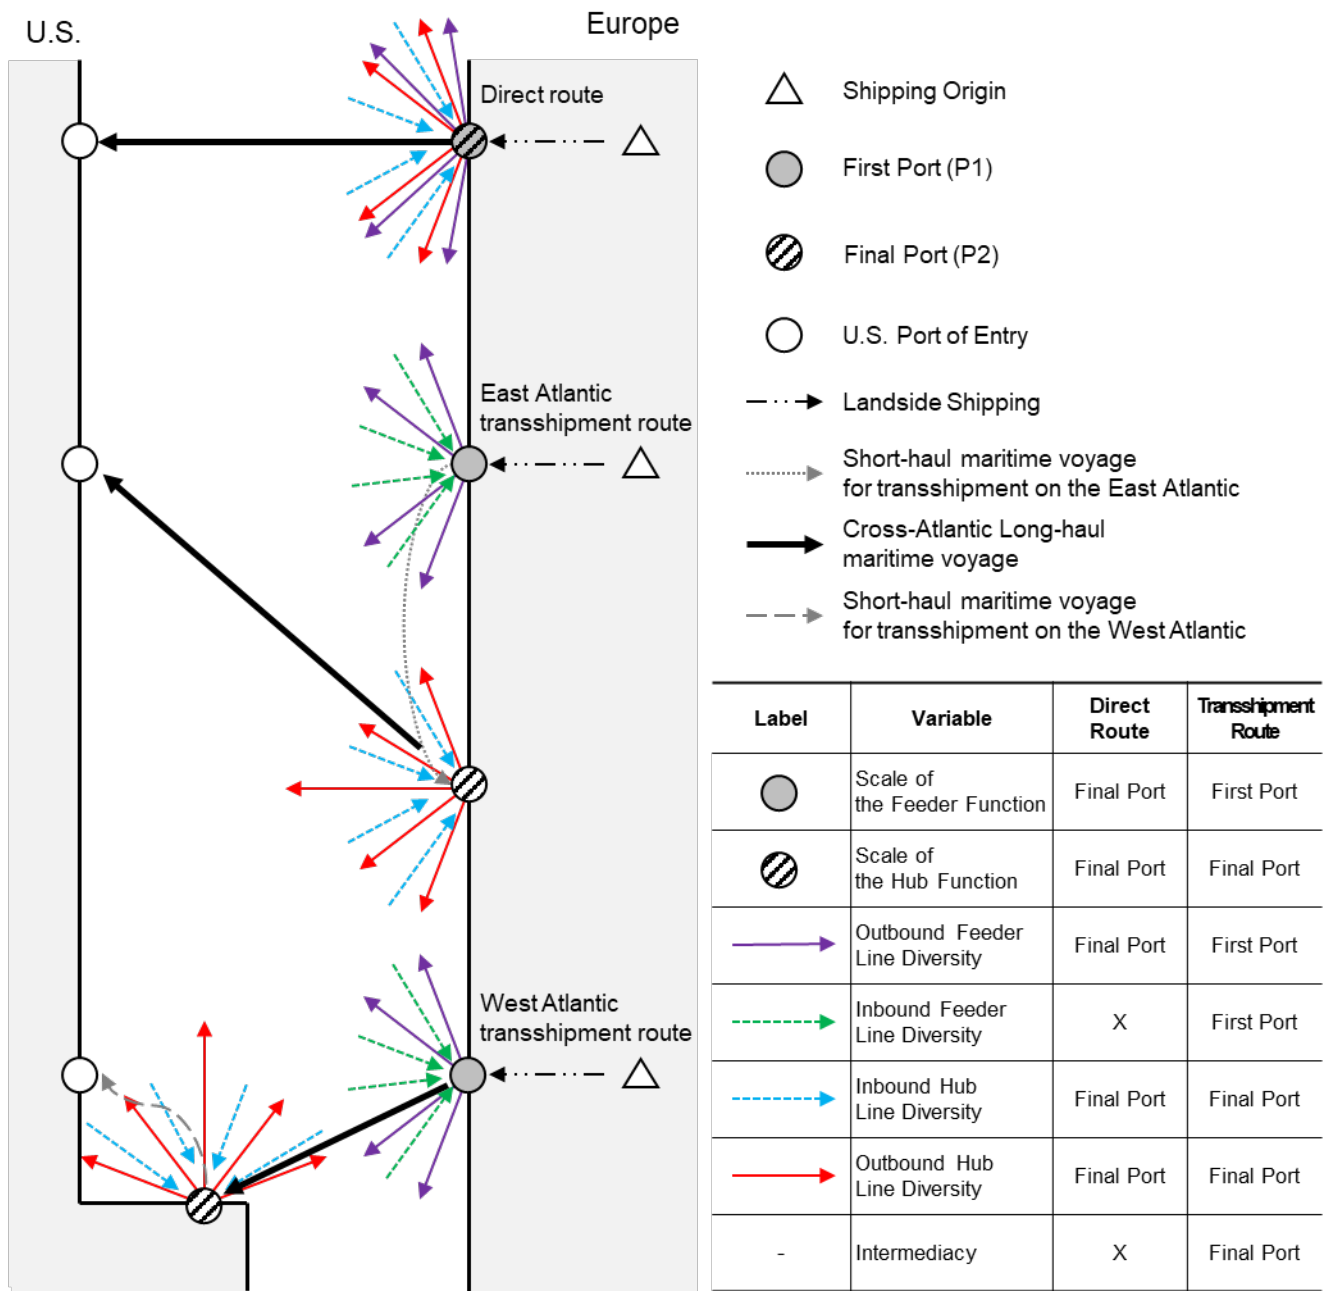 U.S.
Europe
Direct route
East Atlantic
transshipment route
West Atlantic
transshipment route
Shipping Origin
First Port (P1)
Final Port (P2)
U.S. Port of Entry
Landside Shipping
Short-haul maritime voyage
for transshipment on the East Atlantic
Cross-Atlantic Long-haul
maritime voyage
Short-haul maritime voyage
for transshipment on the West Atlantic
Label Variable Direct Route Transshipment Route
Scale of
the Feeder Function Final Port First Port
Scale of
the Hub Function Final Port Final Port
Outbound Feeder
Line Diversity Final Port First Port
Inbound Feeder
Line Diversity X First Port
Inbound Hub
Line Diversity Final Port Final Port
Outbound Hub
Line Diversity Final Port Final Port
- Intermediacy X Final Port